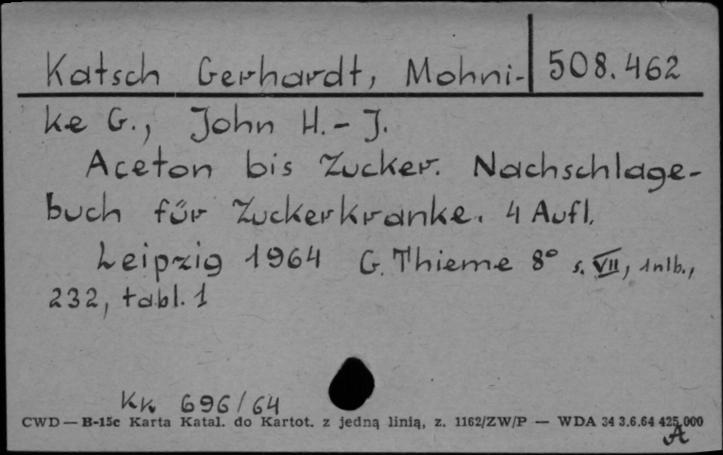 Katsch Gerhardt, Mohni- 508.462
ke G., John H.-J.
Aceton bis Zucker. Nachschlage-
buch für Zuckerkranke. 4 Aufl.
Leipzig 1964 G. Thieme 8° s. VII, 1nlb.,
232, tabl. 1
Kk 696/64
CWD — B-15c Karta Katal. do Kartot. z jedną linią, z. 1162/ZW/P — WDA 34 3.6.64 425.000
A